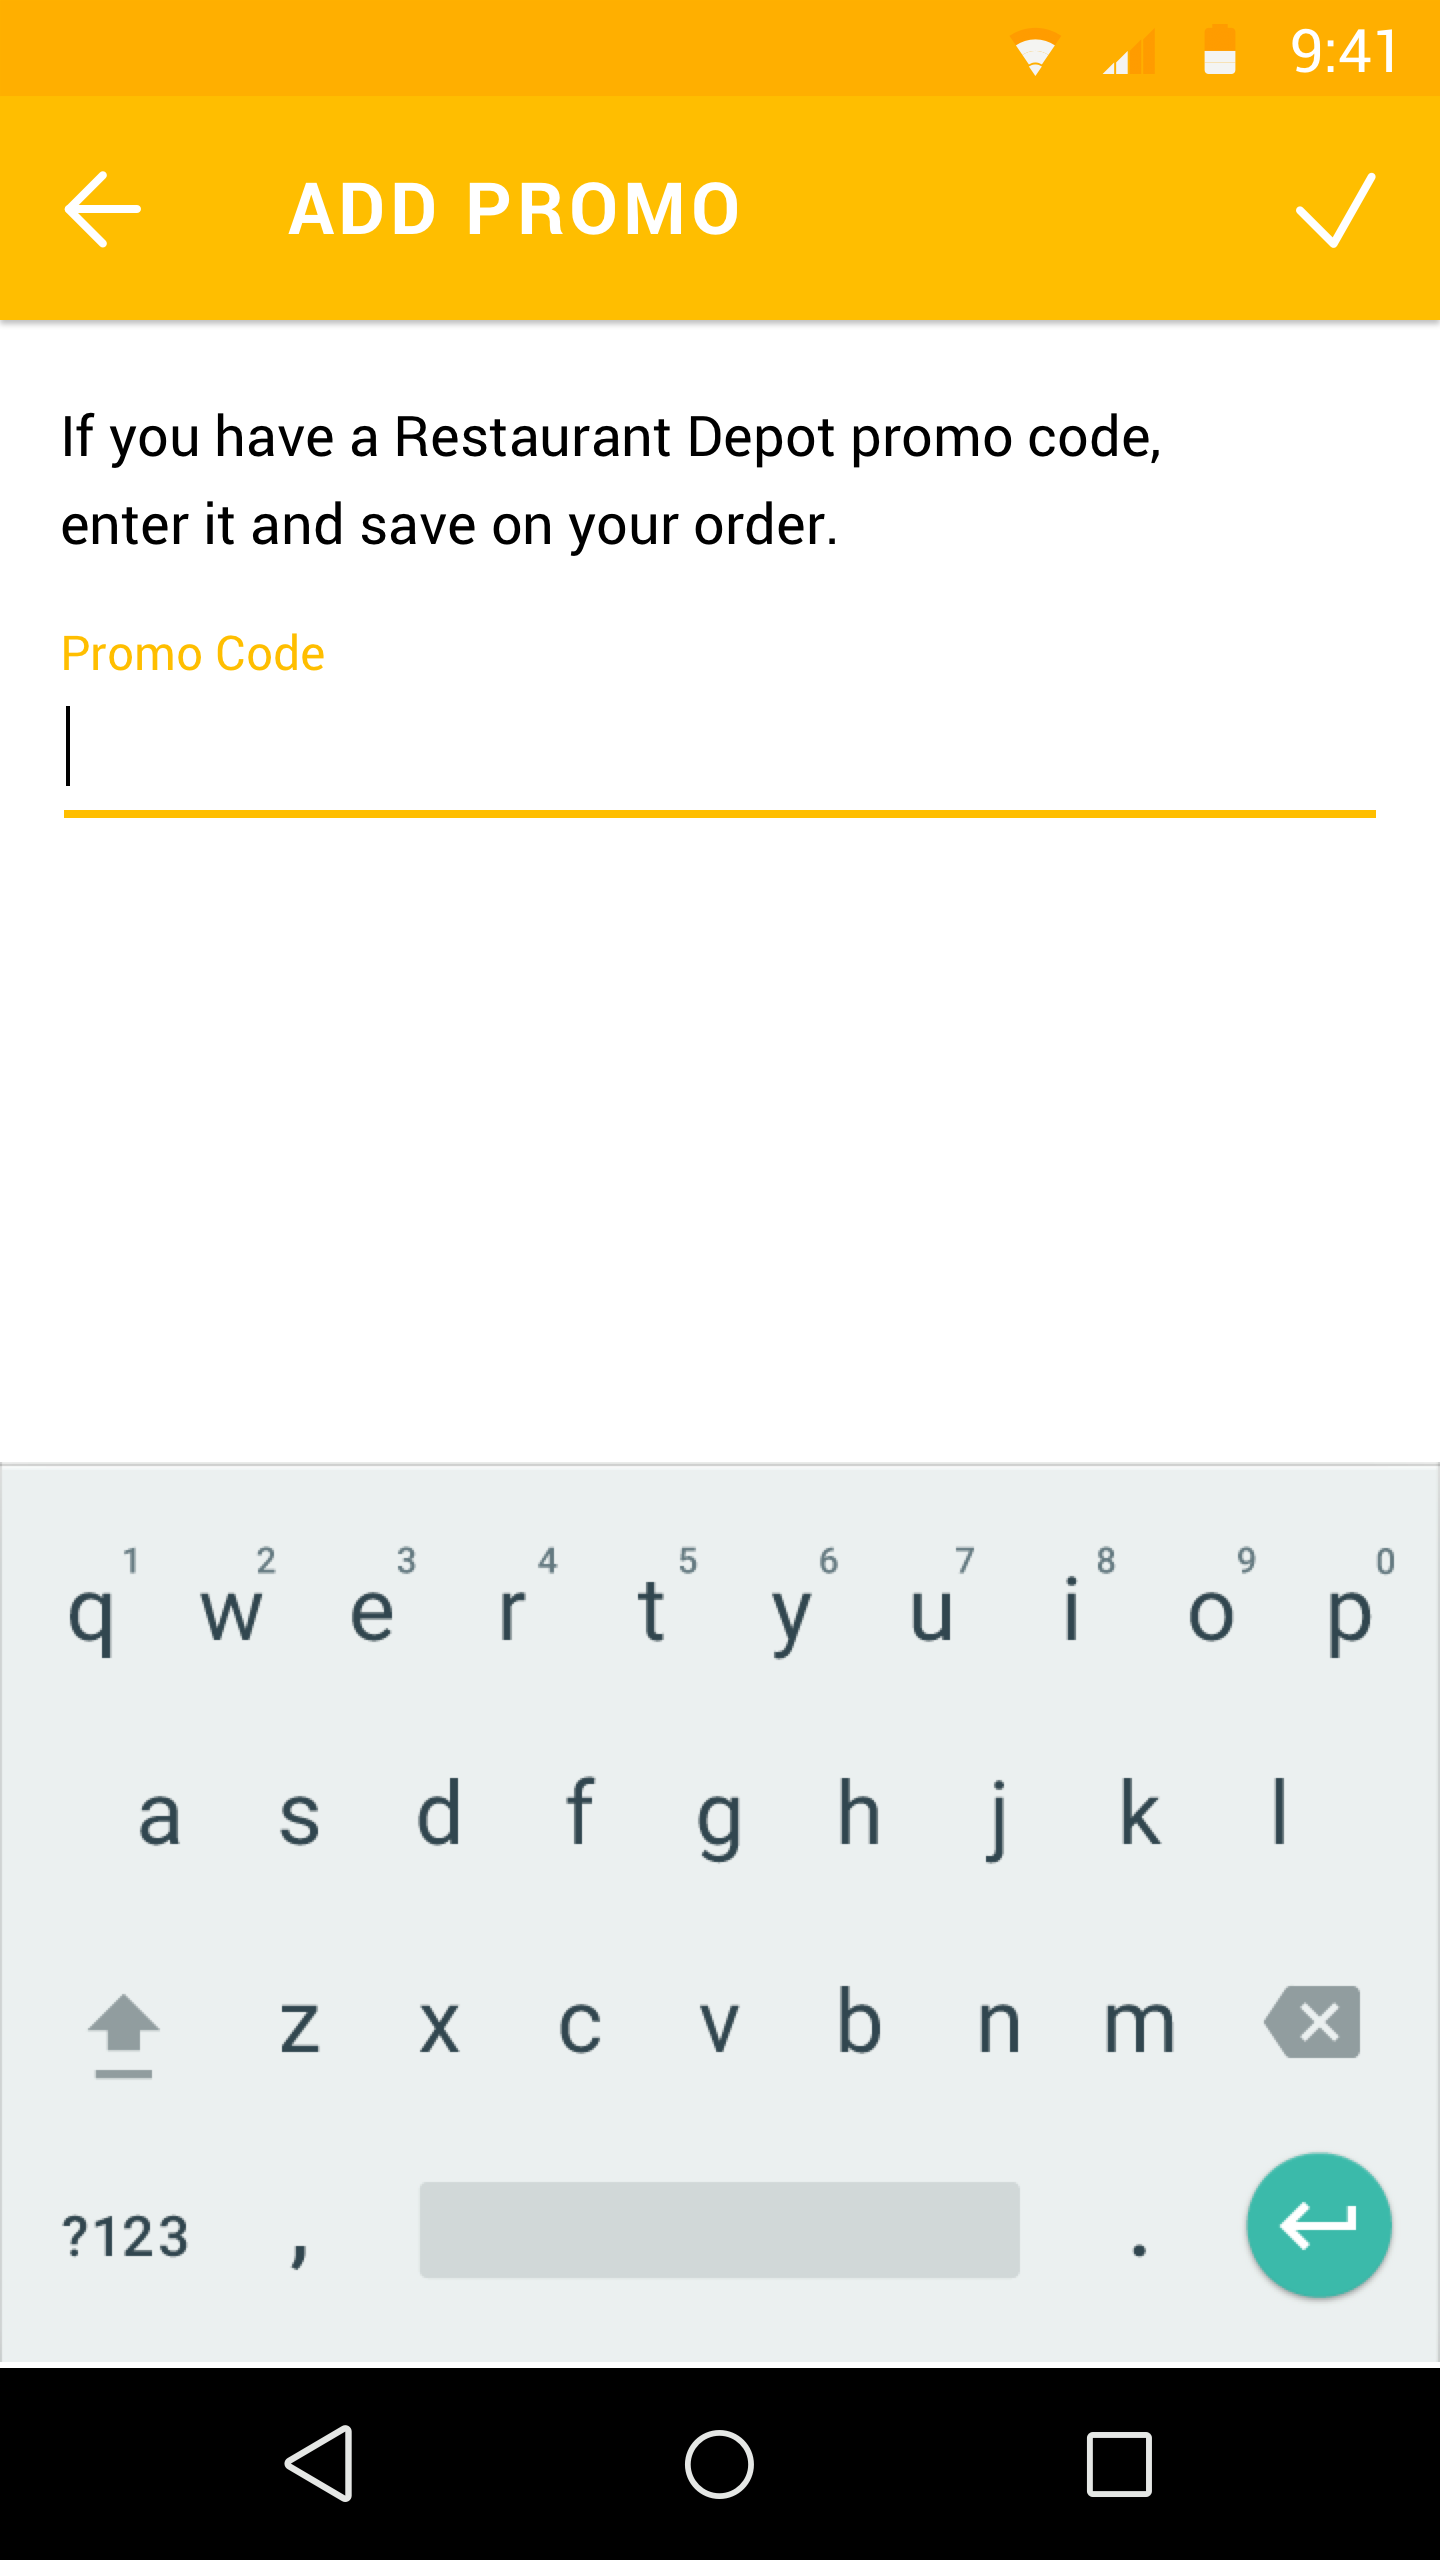 9:41
ADD PROMO
If you have a Restaurant Depot promo code,
enter it and save on your order.
Promo Code
1 2 3 4 5 6 7 8 9 0
q w e r t y u i o p
a s d f g h j k l
z x c v b n m
?123 , .